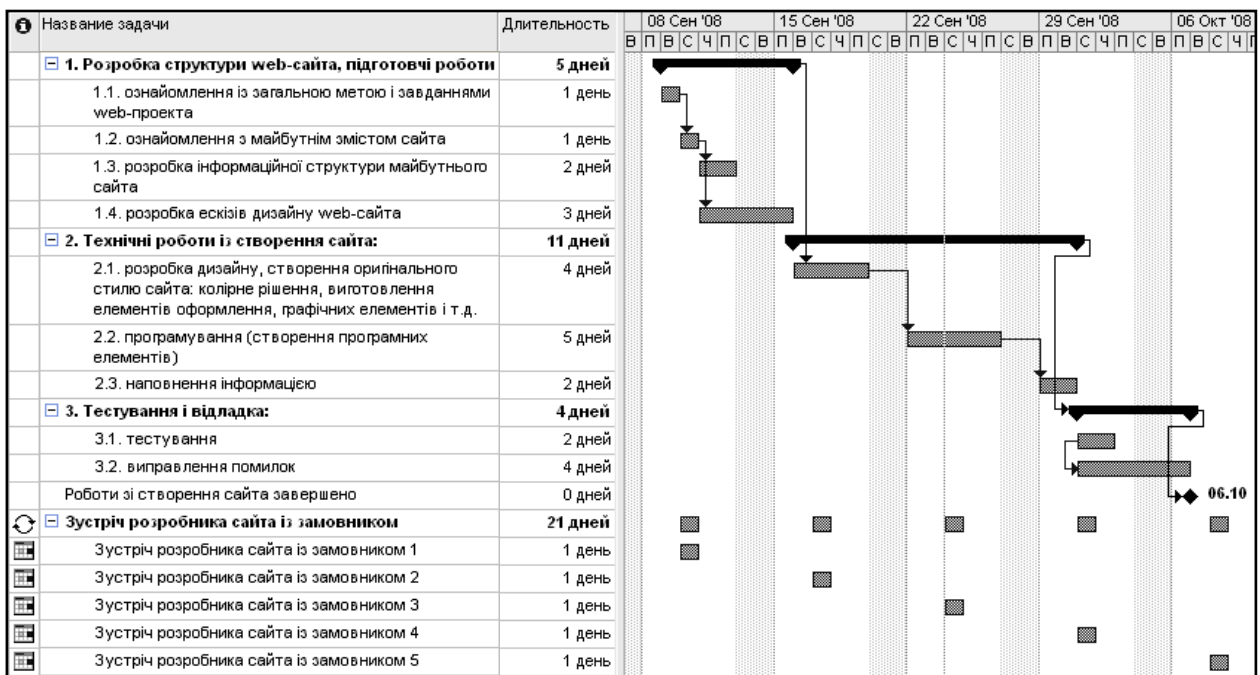 Название задачи Длительность 08 Сен '08 15 Сен '08 22 Сен '08 29 Сен '08 06 Окт '08
В П В С Ч П С В П В С Ч П С В П В С Ч П С В П В С Ч П С В П В С Ч П
1. Розробка структури web-сайта, підготовчі роботи 5 дней
1.1. ознайомлення із загальною метою і завданнями 1 день
web-проекта
1.2. ознайомлення з майбутнім змістом сайта 1 день
1.3. розробка інформаційної структури майбутнього 2 дней
сайта
1.4. розробка ескізів дизайну web-сайта 3 дней
2. Технічні роботи із створення сайта: 11 дней
2.1. розробка дизайну, створення оригінального 4 дней
стилю сайта: колірне рішення, виготовлення
елементів оформлення, графічних елементів і т.д.
2.2. програмування (створення програмних 5 дней
елементів)
2.3. наповнення інформацією 2 дней
3. Тестування і відладка: 4 дней
3.1. тестування 2 дней
3.2. виправлення помилок 4 дней
Роботи зі створення сайта завершено 0 дней 06.10
Зустріч розробника сайта із замовником 21 дней
Зустріч розробника сайта із замовником 1 1 день
Зустріч розробника сайта із замовником 2 1 день
Зустріч розробника сайта із замовником 3 1 день
Зустріч розробника сайта із замовником 4 1 день
Зустріч розробника сайта із замовником 5 1 день